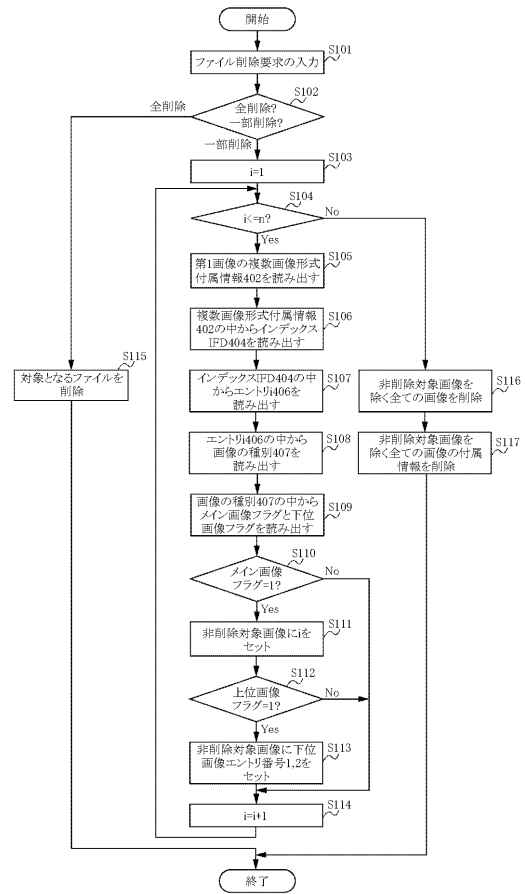 開始
S101
ファイル削除要求の入力
S102
全削除?
一部削除?
全削除
一部削除
S103
i=1
S104
i<=n?
No
Yes
S105
第1画像の複数画像形式
付属情報402を読み出す
S106
複数画像形式付属情報
402の中からインデックス
IFD404を読み出す
S107
インデックスIFD404の中
からエントリi406を
読み出す
S108
エントリi406の中から
画像の種別407を
読み出す
S109
画像の種別407の中から
メイン画像フラグと下位
画像フラグを読み出す
S110
メイン画像
フラグ=1?
No
Yes
S111
非削除対象画像にiを
セット
S112
上位画像
フラグ=1?
No
Yes
S113
非削除対象画像に下位
画像エントリ番号1,2を
セット
S114
i=i+1
S115
対象となるファイルを
削除
S116
非削除対象画像を
除く全ての画像を削除
S117
非削除対象画像を
除く全ての画像の付属
情報を削除
終了